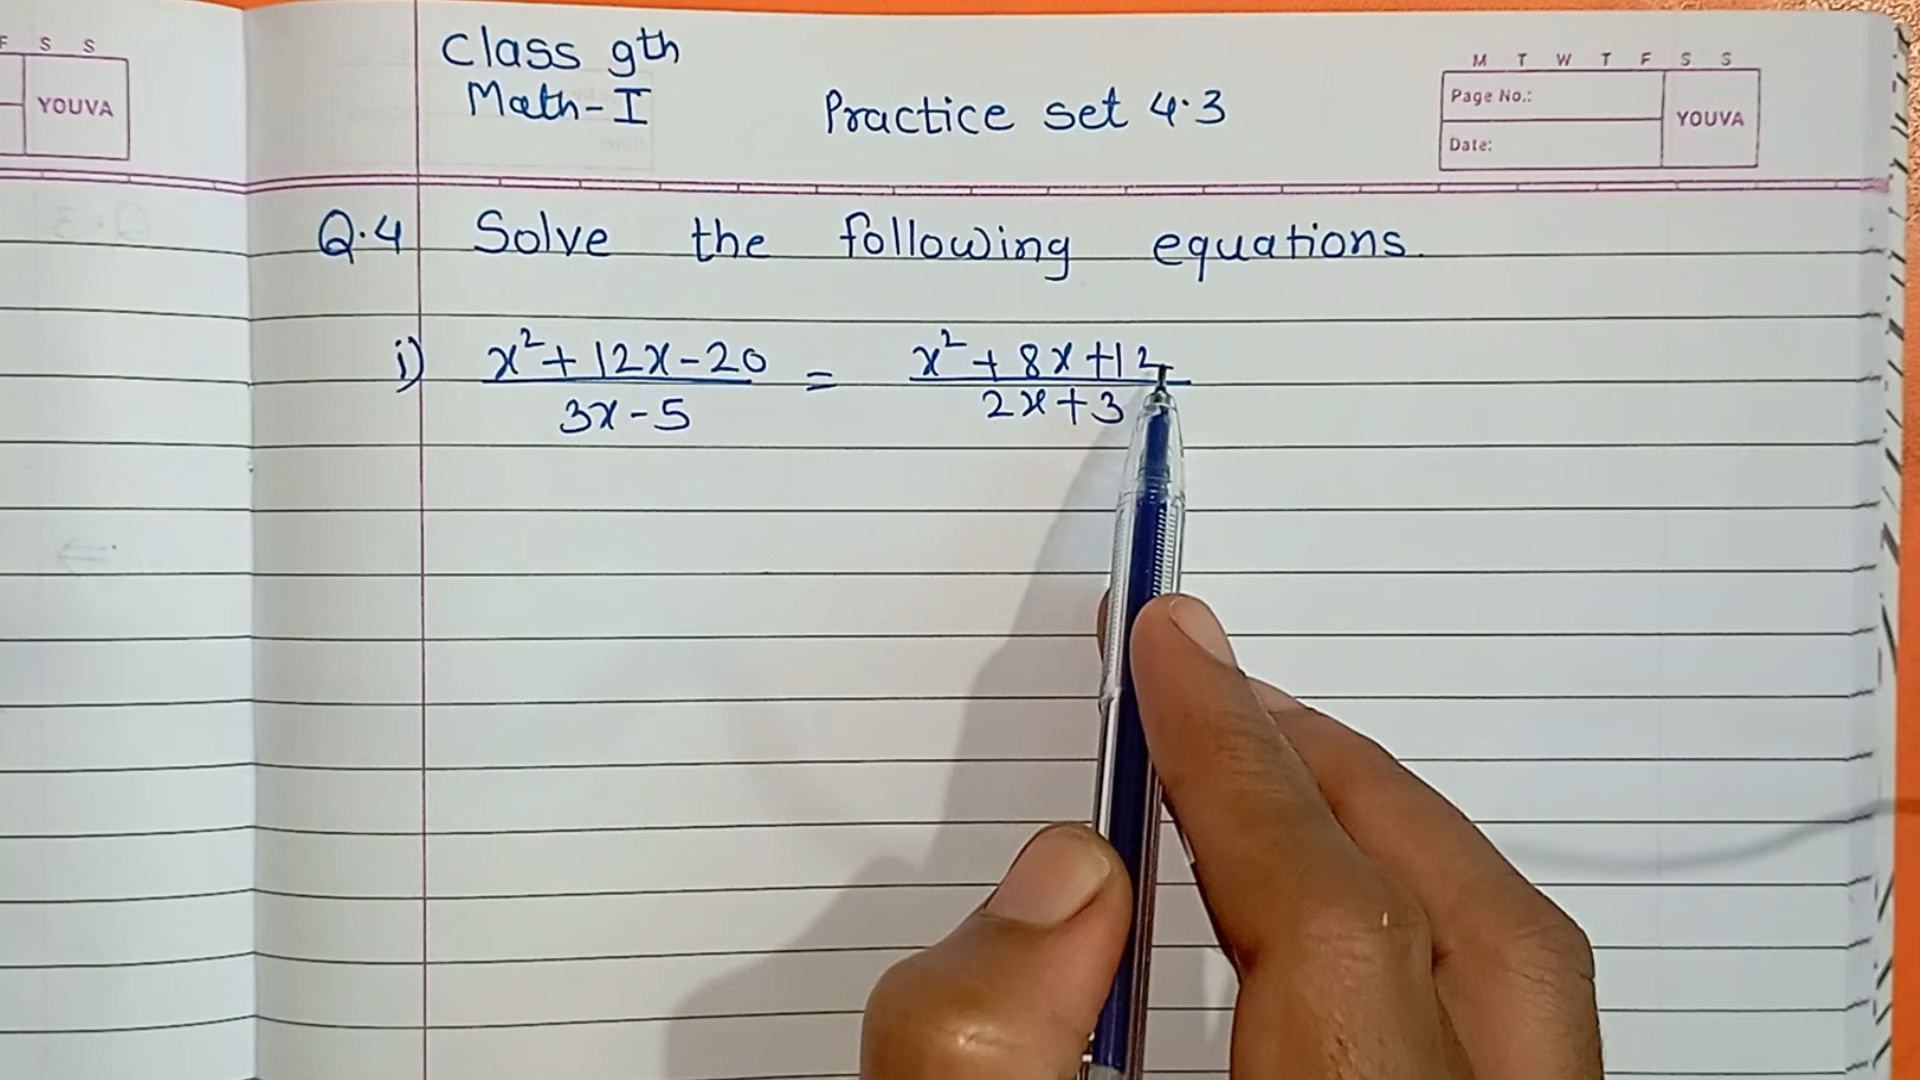 F S S
YOUVA
Class 9th
Math-I
Practice set 4.3
M T W T F S S
Page No.:
YOUVA
Date:
Q.4 Solve the following equations.
i) x²+12x-20 / 3x-5 = x²+8x+12 / 2x+3